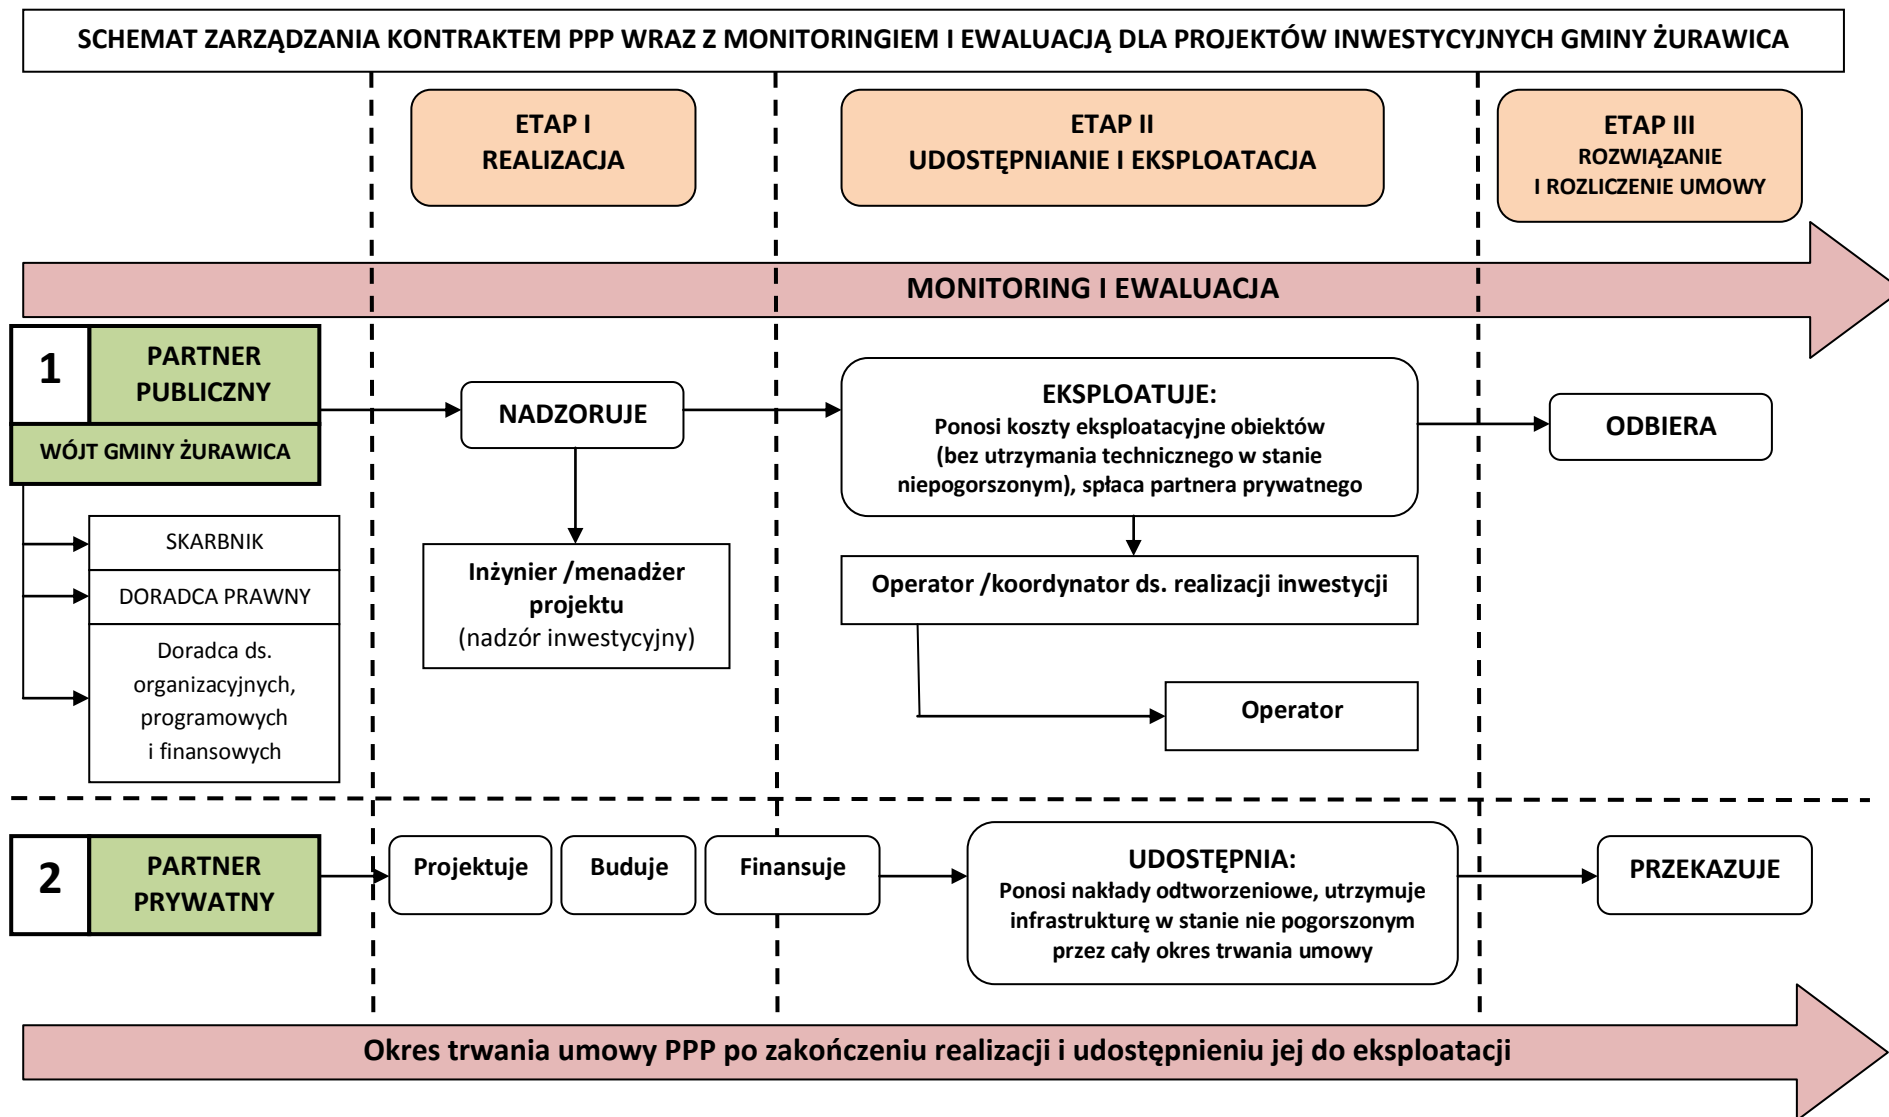 SCHEMAT ZARZĄDZANIA KONTRAKTEM PPP WRAZ Z MONITORINGIEM I EWALUACJĄ DLA PROJEKTÓW INWESTYCYJNYCH GMINY ŻURAWICA
ETAP I
REALIZACJA
ETAP II
UDOSTĘPNIANIE I EKSPLOATACJA
ETAP III
ROZWIĄZANIE
I ROZLICZENIE UMOWY
MONITORING I EWALUACJA
1
PARTNER
PUBLICZNY
WÓJT GMINY ŻURAWICA
SKARBNIK
DORADCA PRAWNY
Doradca ds.
organizacyjnych,
programowych
i finansowych
NADZORUJE
Inżynier /menadżer
projektu
(nadzór inwestycyjny)
EKSPLOATUJE:
Ponosi koszty eksploatacyjne obiektów
(bez utrzymania technicznego w stanie
niepogorszonym), spłaca partnera prywatnego
Operator /koordynator ds. realizacji inwestycji
Operator
ODBIERA
2
PARTNER
PRYWATNY
Projektuje
Buduje
Finansuje
UDOSTĘPNIA:
Ponosi nakłady odtworzeniowe, utrzymuje
infrastrukturę w stanie nie pogorszonym
przez cały okres trwania umowy
PRZEKAZUJE
Okres trwania umowy PPP po zakończeniu realizacji i udostępnieniu jej do eksploatacji